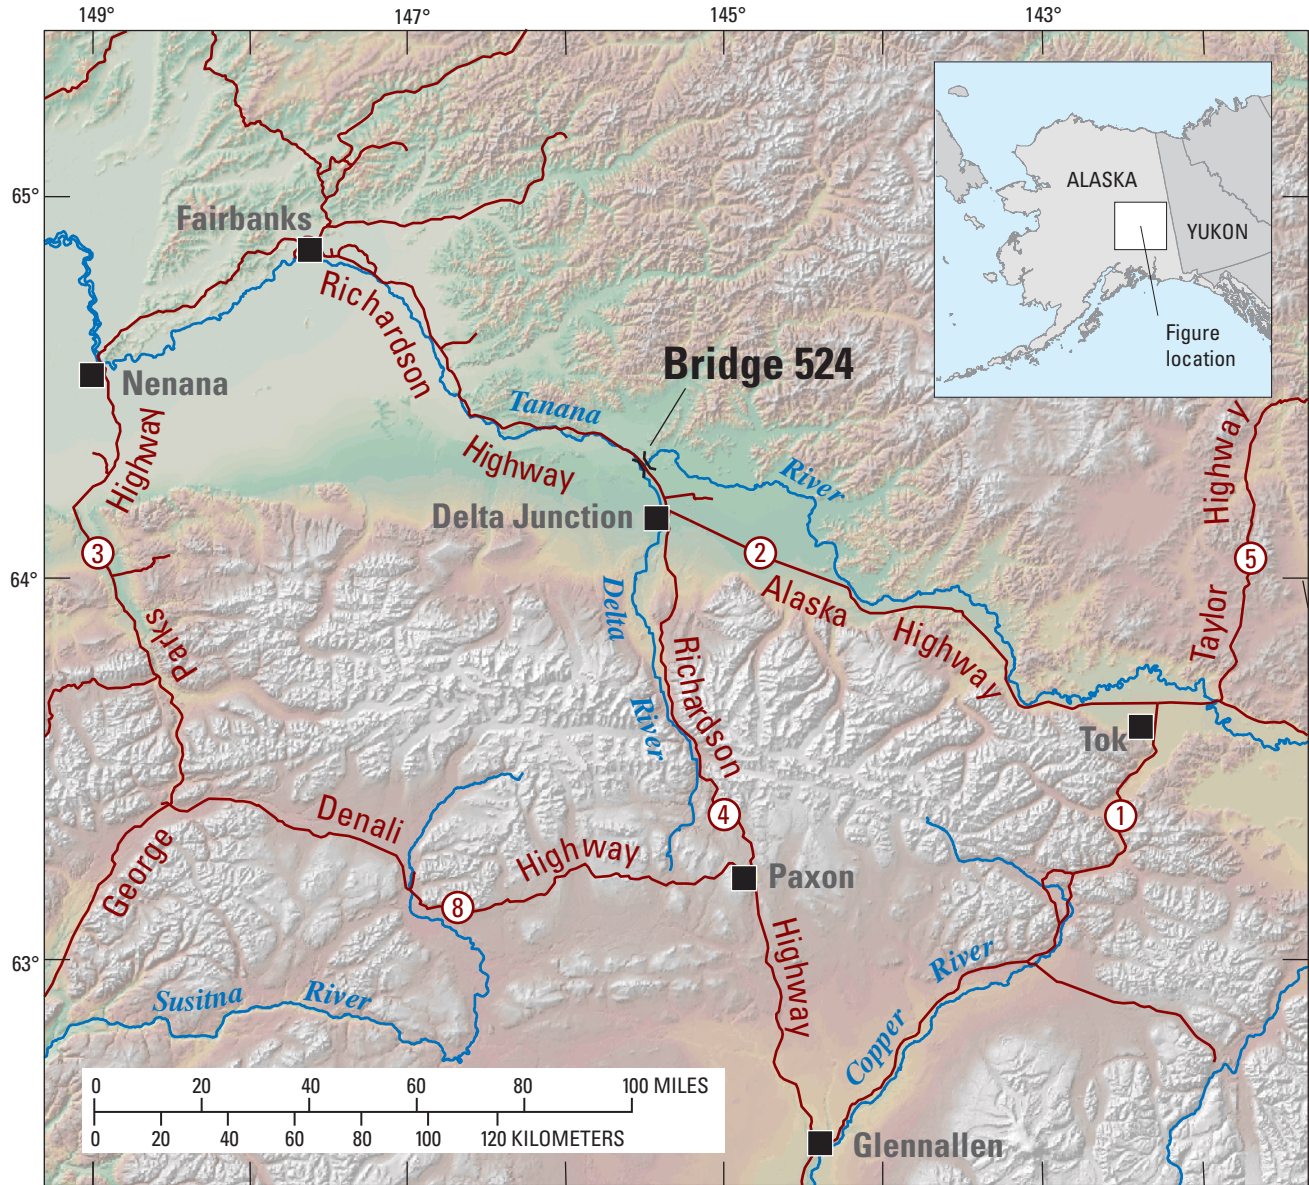 149°
147°
145°
143°
65°
64°
63°
ALASKA
YUKON
Figure
location
Fairbanks
Richardson
Highway
Nenana
Highway
Bridge 524
Tanana
River
Delta Junction
Highway
Taylor
3
2
5
Alaska
Highway
Parks
Delta
River
Richardson
Tok
1
4
George
Denali
Highway
8
Paxon
Highway
Susitna
River
River
Copper
Glennallen
0 20 40 60 80 100 MILES
0 20 40 60 80 100 120 KILOMETERS